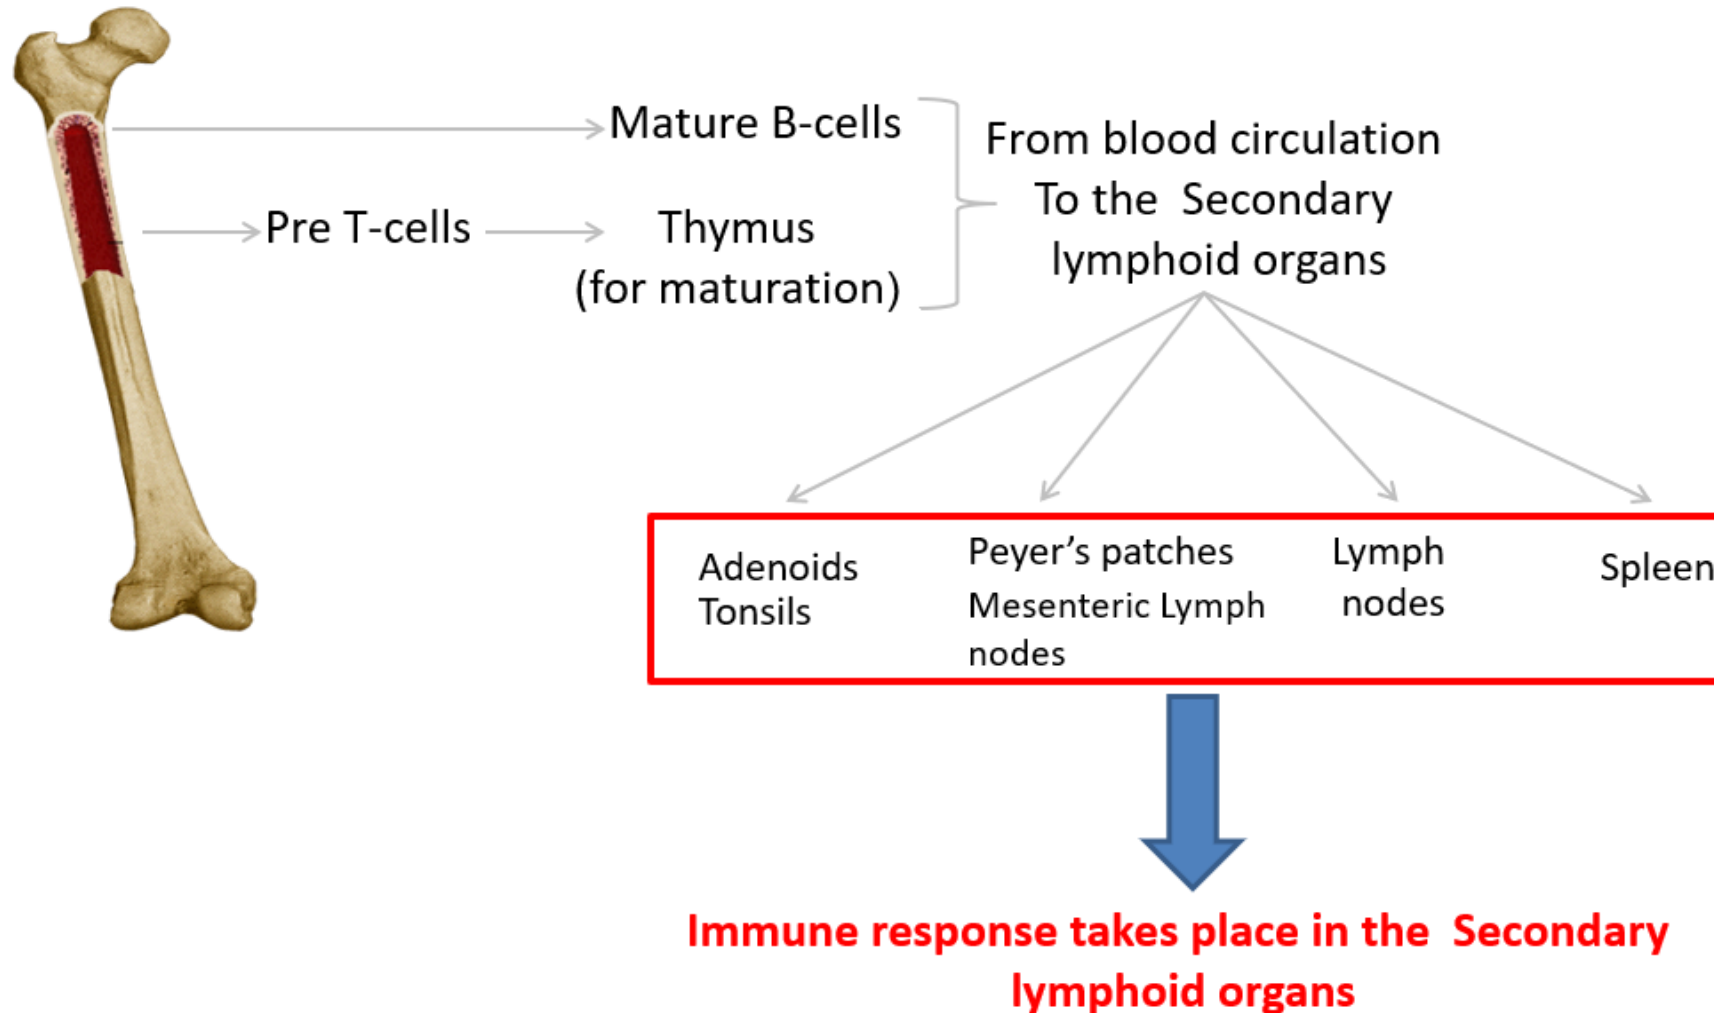 Mature B-cells
Pre T-cells
Thymus
(for maturation)
From blood circulation
To the Secondary
lymphoid organs
Adenoids
Tonsils
Peyer’s patches
Mesenteric Lymph
nodes
Lymph
nodes
Spleen
Immune response takes place in the Secondary
lymphoid organs